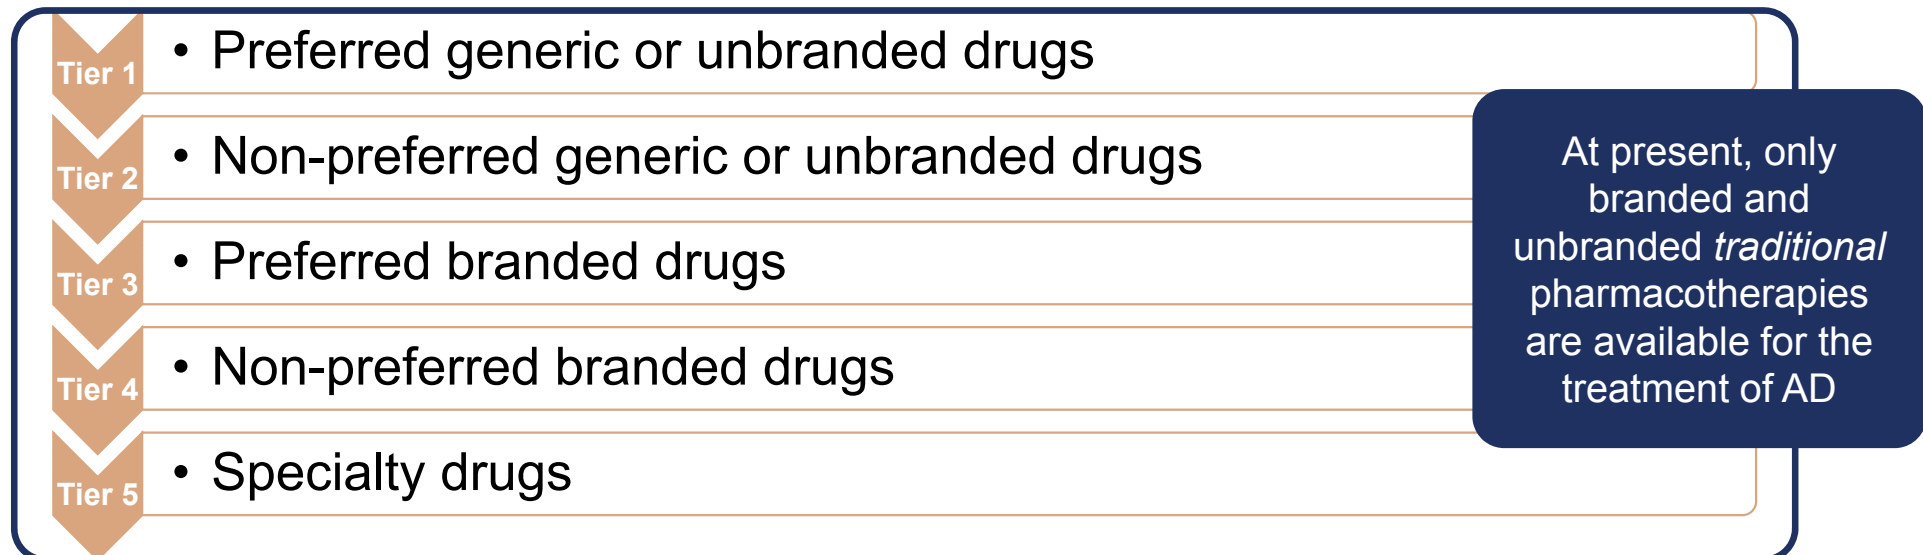 Tier 1
• Preferred generic or unbranded drugs
Tier 2
• Non-preferred generic or unbranded drugs
Tier 3
• Preferred branded drugs
Tier 4
• Non-preferred branded drugs
Tier 5
• Specialty drugs
At present, only
branded and
unbranded traditional
pharmacotherapies
are available for the
treatment of AD